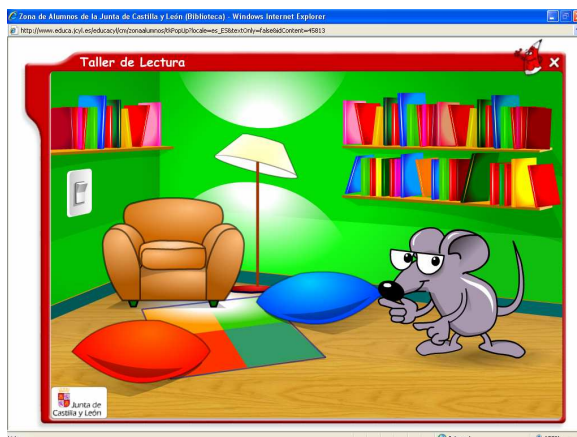 Zona de Alumnos de la Junta de Castilla y León (Biblioteca) - Windows Internet Explorer
http://www.educa.jcyl.es/educacyl/cm/zonaalumnos/tkPopUp?locale=es_ES&textOnly=false&idContent=45813
Taller de Lectura
Junta de
Castilla y León